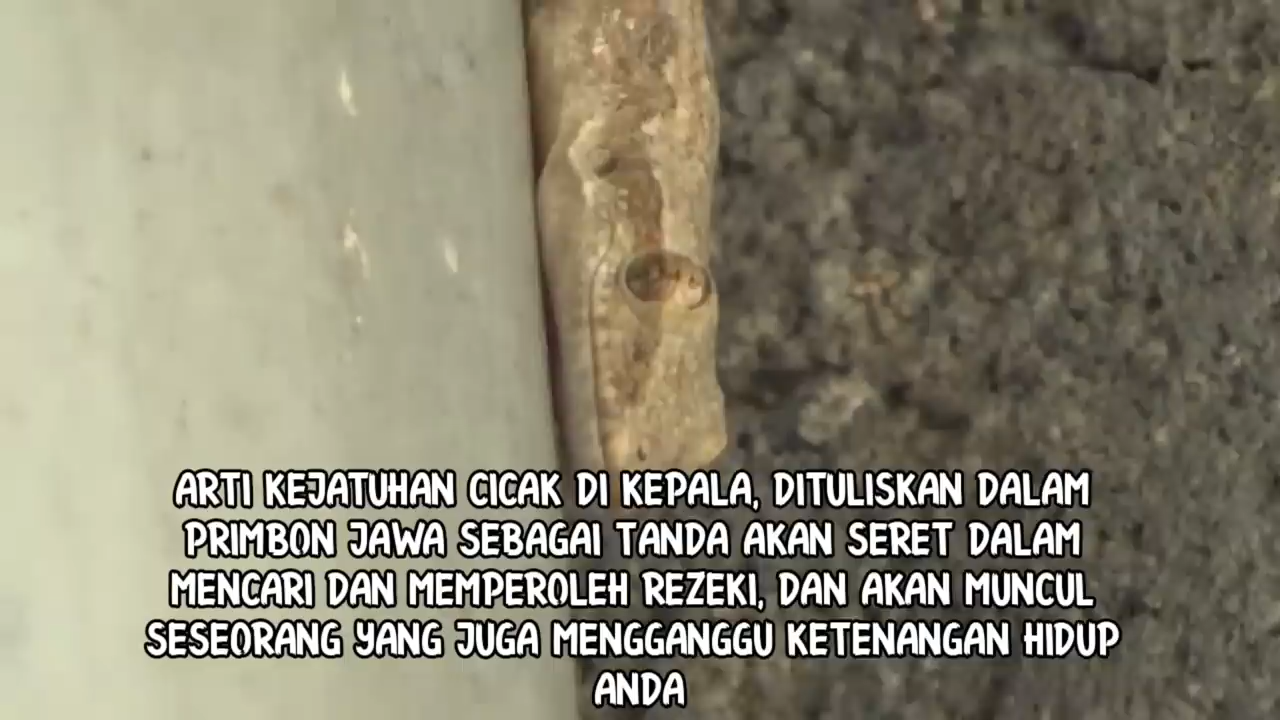 ARTI KEJATUHAN CICAK DI KEPALA, DITULISKAN DALAM
PRIMBON JAWA SEBAGAI TANDA AKAN SERET DALAM
MENCARI DAN MEMPEROLEH REZEKI, DAN AKAN MUNCUL
SESEORANG YANG JUGA MENGGANGGU KETENANGAN HIDUP
ANDA